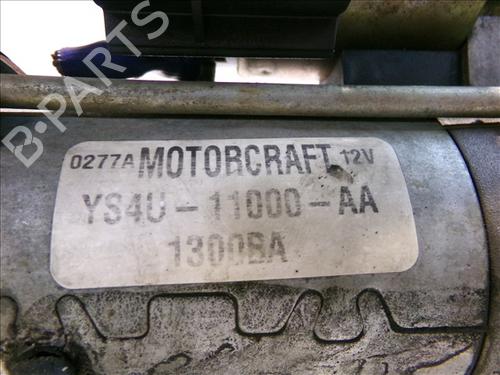 B-PARTS
0277A MOTORCRAFT 12V
YS4U-11000-AA
1300BA